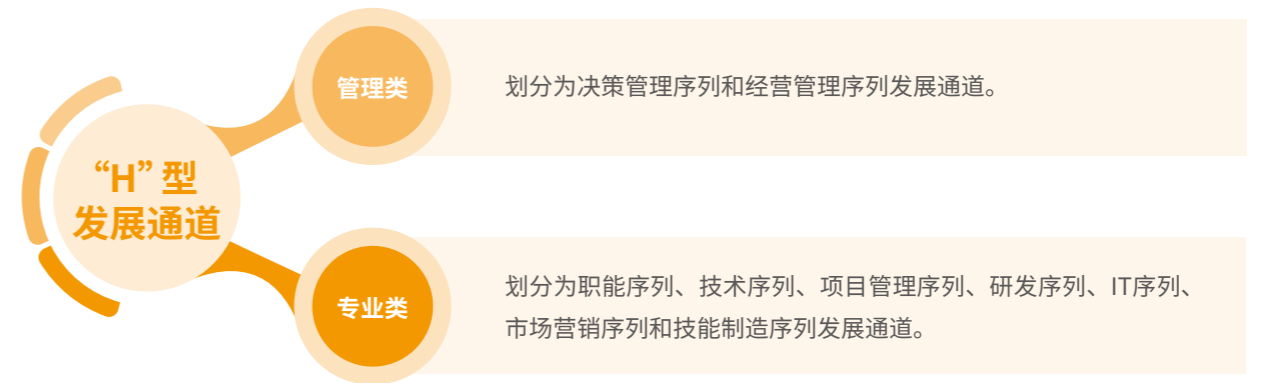 “H”型
发展通道
管理类
划分为决策管理序列和经营管理序列发展通道。
专业类
划分为职能序列、技术序列、项目管理序列、研发序列、IT序列、
市场营销序列和技能制造序列发展通道。